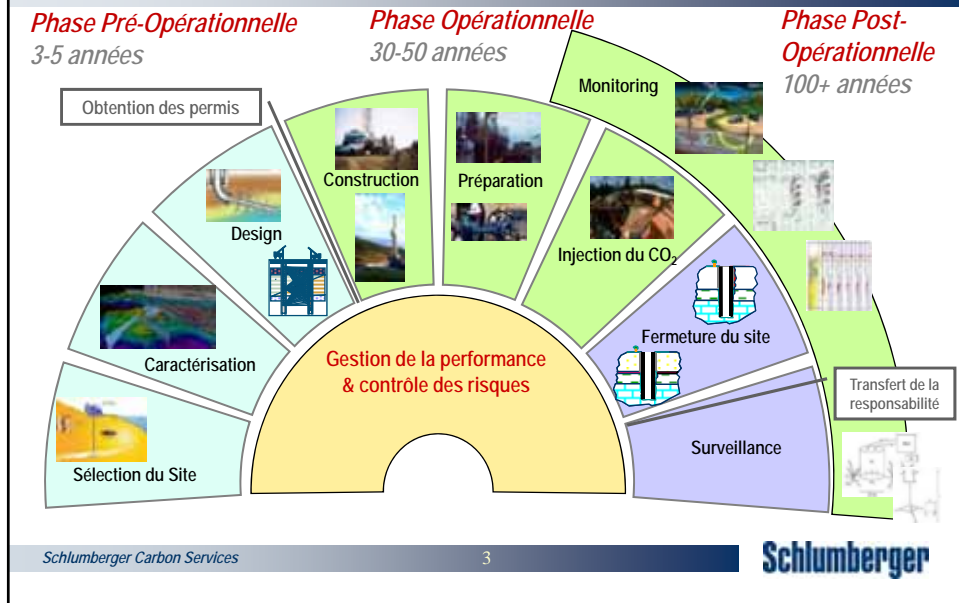 Phase Pré-Opérationnelle
3-5 années
Phase Opérationnelle
30-50 années
Phase Post-
Opérationnelle
100+ années
Obtention des permis
Monitoring
Construction
Préparation
Design
Injection du CO₂
Caractérisation
Fermeture du site
Gestion de la performance
& contrôle des risques
Transfert de la
responsabilité
Sélection du Site
Surveillance
Schlumberger Carbon Services
3
Schlumberger